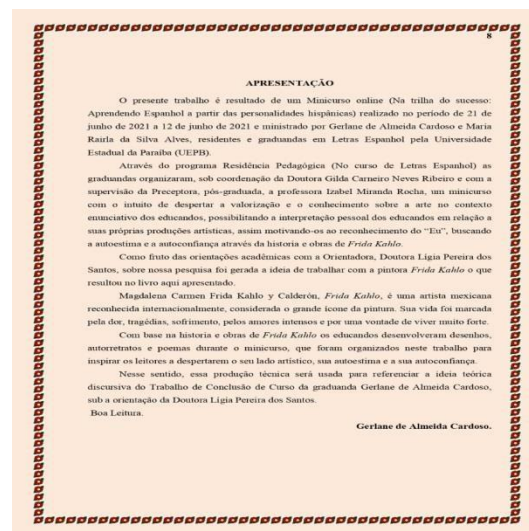 8
APRESENTAÇÃO
O presente trabalho é resultado de um Minicurso online (Na trilha do sucesso:
Aprendendo Espanhol a partir das personalidades hispânicas) realizado no período de 21 de
junho de 2021 a 12 de junho de 2021 e ministrado por Gerlane de Almeida Cardoso e Maria
Rairla da Silva Alves, residentes e graduandas em Letras Espanhol pela Universidade
Estadual da Paraíba (UEPB).
Através do programa Residência Pedagógica (No curso de Letras Espanhol) as
graduandas organizaram, sob coordenação da Doutora Gilda Carneiro Neves Ribeiro e com a
supervisão da Preceptora, pós-graduada, a professora Izabel Miranda Rocha, um minicurso
com o intuito de despertar a valorização e o conhecimento sobre a arte no contexto
enunciativo dos educandos, possibilitando a interpretação pessoal dos educandos em relação a
suas próprias produções artísticas, assim motivando-os ao reconhecimento do “Eu”, buscando
a autoestima e a autoconfiança através da historia e obras de Frida Kahlo.
Como fruto das orientações acadêmicas com a Orientadora, Doutora Lígia Pereira dos
Santos, sobre nossa pesquisa foi gerada a ideia de trabalhar com a pintora Frida Kahlo o que
resultou no livro aqui apresentado.
Magdalena Carmen Frida Kahlo y Calderón, Frida Kahlo, é uma artista mexicana
reconhecida internacionalmente, considerada o grande ícone da pintura. Sua vida foi marcada
pela dor, tragédias, sofrimento, pelos amores intensos e por uma vontade de viver muito forte.
Com base na historia e obras de Frida Kahlo os educandos desenvolveram desenhos,
autorretratos e poemas durante o minicurso, que foram organizados neste trabalho para
inspirar os leitores a despertarem o seu lado artístico, sua autoestima e a sua autoconfiança.
Nesse sentido, essa produção técnica será usada para referenciar a ideia teórica
discursiva do Trabalho de Conclusão de Curso da graduanda Gerlane de Almeida Cardoso,
sub a orientação da Doutora Lígia Pereira dos Santos.
Boa Leitura.
Gerlane de Almeida Cardoso.